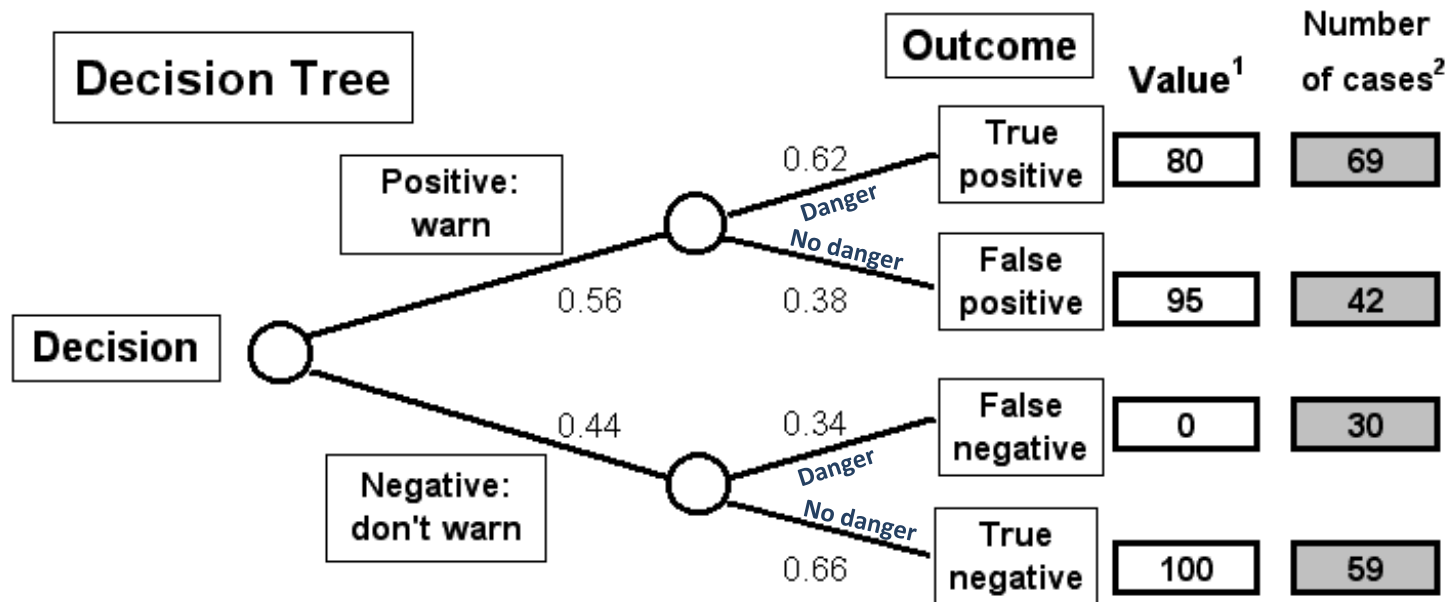 Decision Tree
Outcome
Value1
Number
of cases2
Positive:
warn
0.62
Danger
True
positive
80
69
0.56
No danger
0.38
False
positive
95
42
Decision
0.44
Negative:
don't warn
0.34
Danger
False
negative
0
30
No danger
0.66
True
negative
100
59